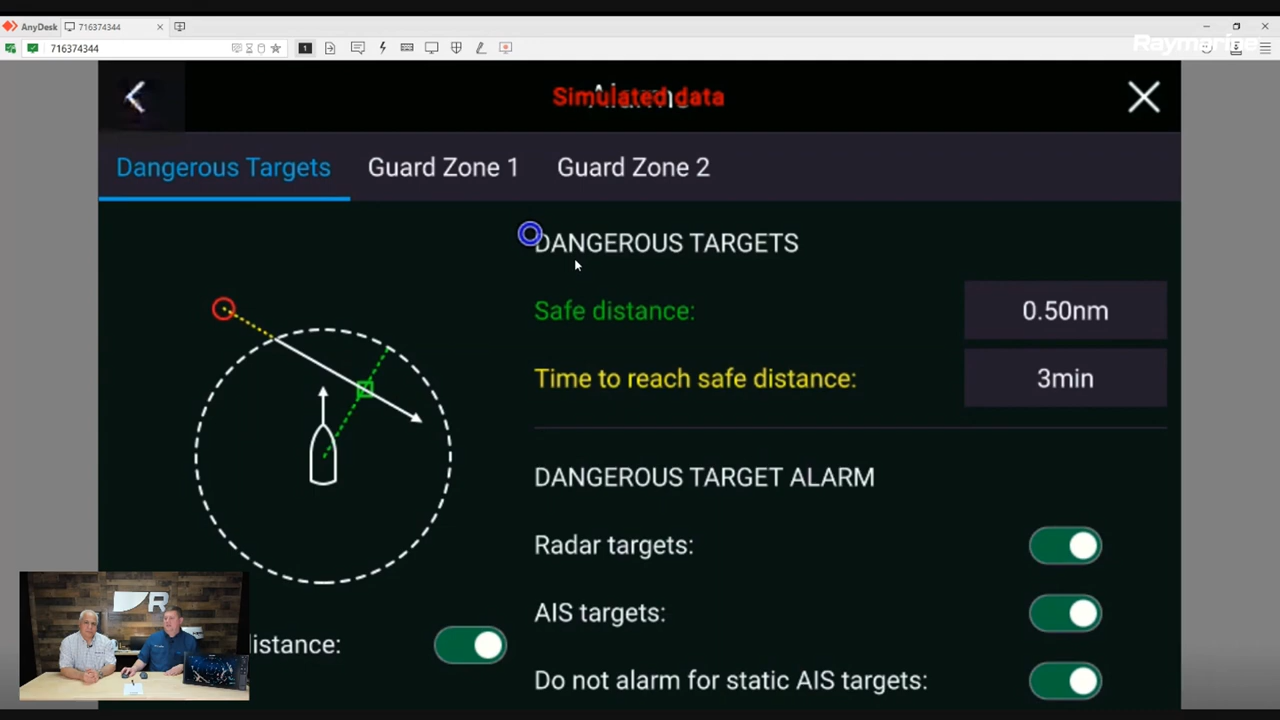 AnyDesk
716374344
716374344
1
Raymarine
Simulated data
Dangerous Targets
Guard Zone 1
Guard Zone 2
DANGEROUS TARGETS
Safe distance:
0.50nm
Time to reach safe distance:
3min
DANGEROUS TARGET ALARM
Radar targets:
AIS targets:
istance:
Do not alarm for static AIS targets:
R